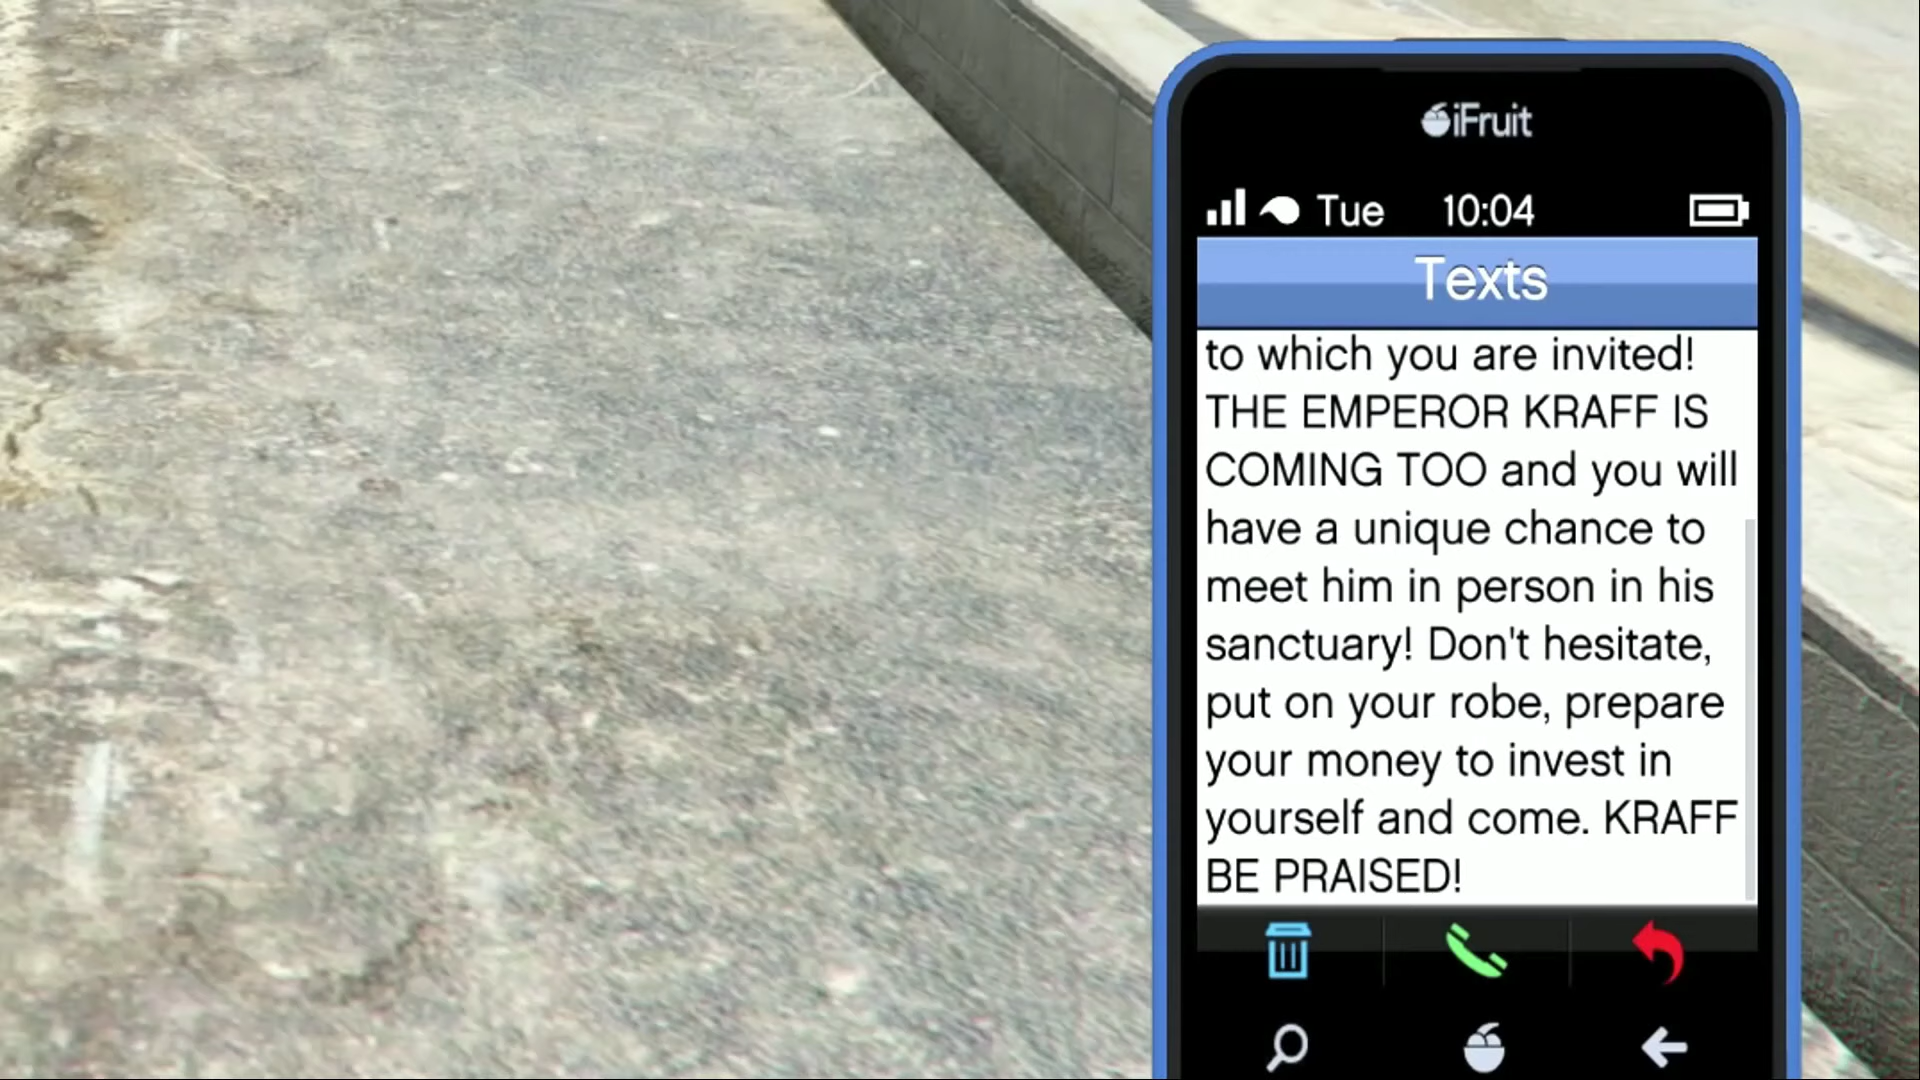 iFruit
Tue 10:04
Texts
to which you are invited!
THE EMPEROR KRAFF IS
COMING TOO and you will
have a unique chance to
meet him in person in his
sanctuary! Don't hesitate,
put on your robe, prepare
your money to invest in
yourself and come. KRAFF
BE PRAISED!